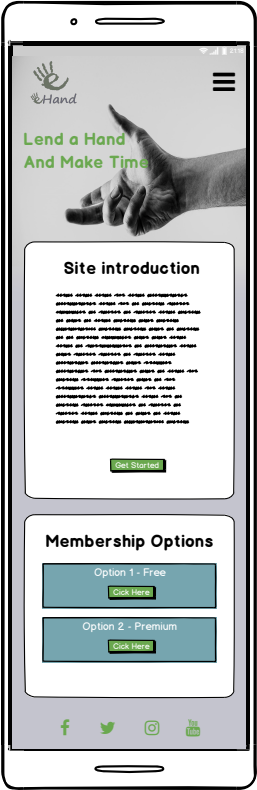 eHand
Lend a Hand
And Make Time
Site introduction
Get Started
Membership Options
Option 1 - Free
Cick Here
Option 2 - Premium
Cick Here
You
Tube